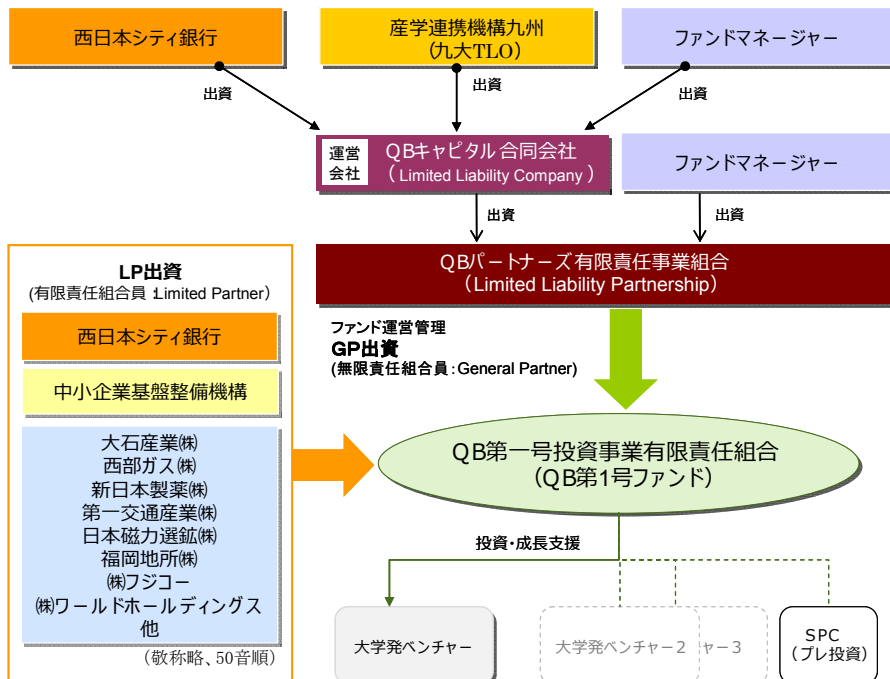 西日本シティ銀行
産学連携機構九州
(九大TLO)
ファンドマネージャー
出資
出資
出資
運営
会社
QBキャピタル合同会社
( Limited Liability Company )
ファンドマネージャー
出資
出資
QBパートナーズ有限責任事業組合
(Limited Liability Partnership)
LP出資
(有限責任組合員:Limited Partner)
西日本シティ銀行
中小企業基盤整備機構
大石産業㈱
西部ガス㈱
新日本製薬㈱
第一交通産業㈱
日本磁力選鉱㈱
福岡地所㈱
㈱フジコー
㈱ワールドホールディングス
他
(敬称略、50音順)
ファンド運営管理
GP出資
(無限責任組合員:General Partner)
QB第一号投資事業有限責任組合
(QB第1号ファンド)
投資・成長支援
大学発ベンチャー
大学発ベンチャー2
チャー3
SPC
(プレ投資)